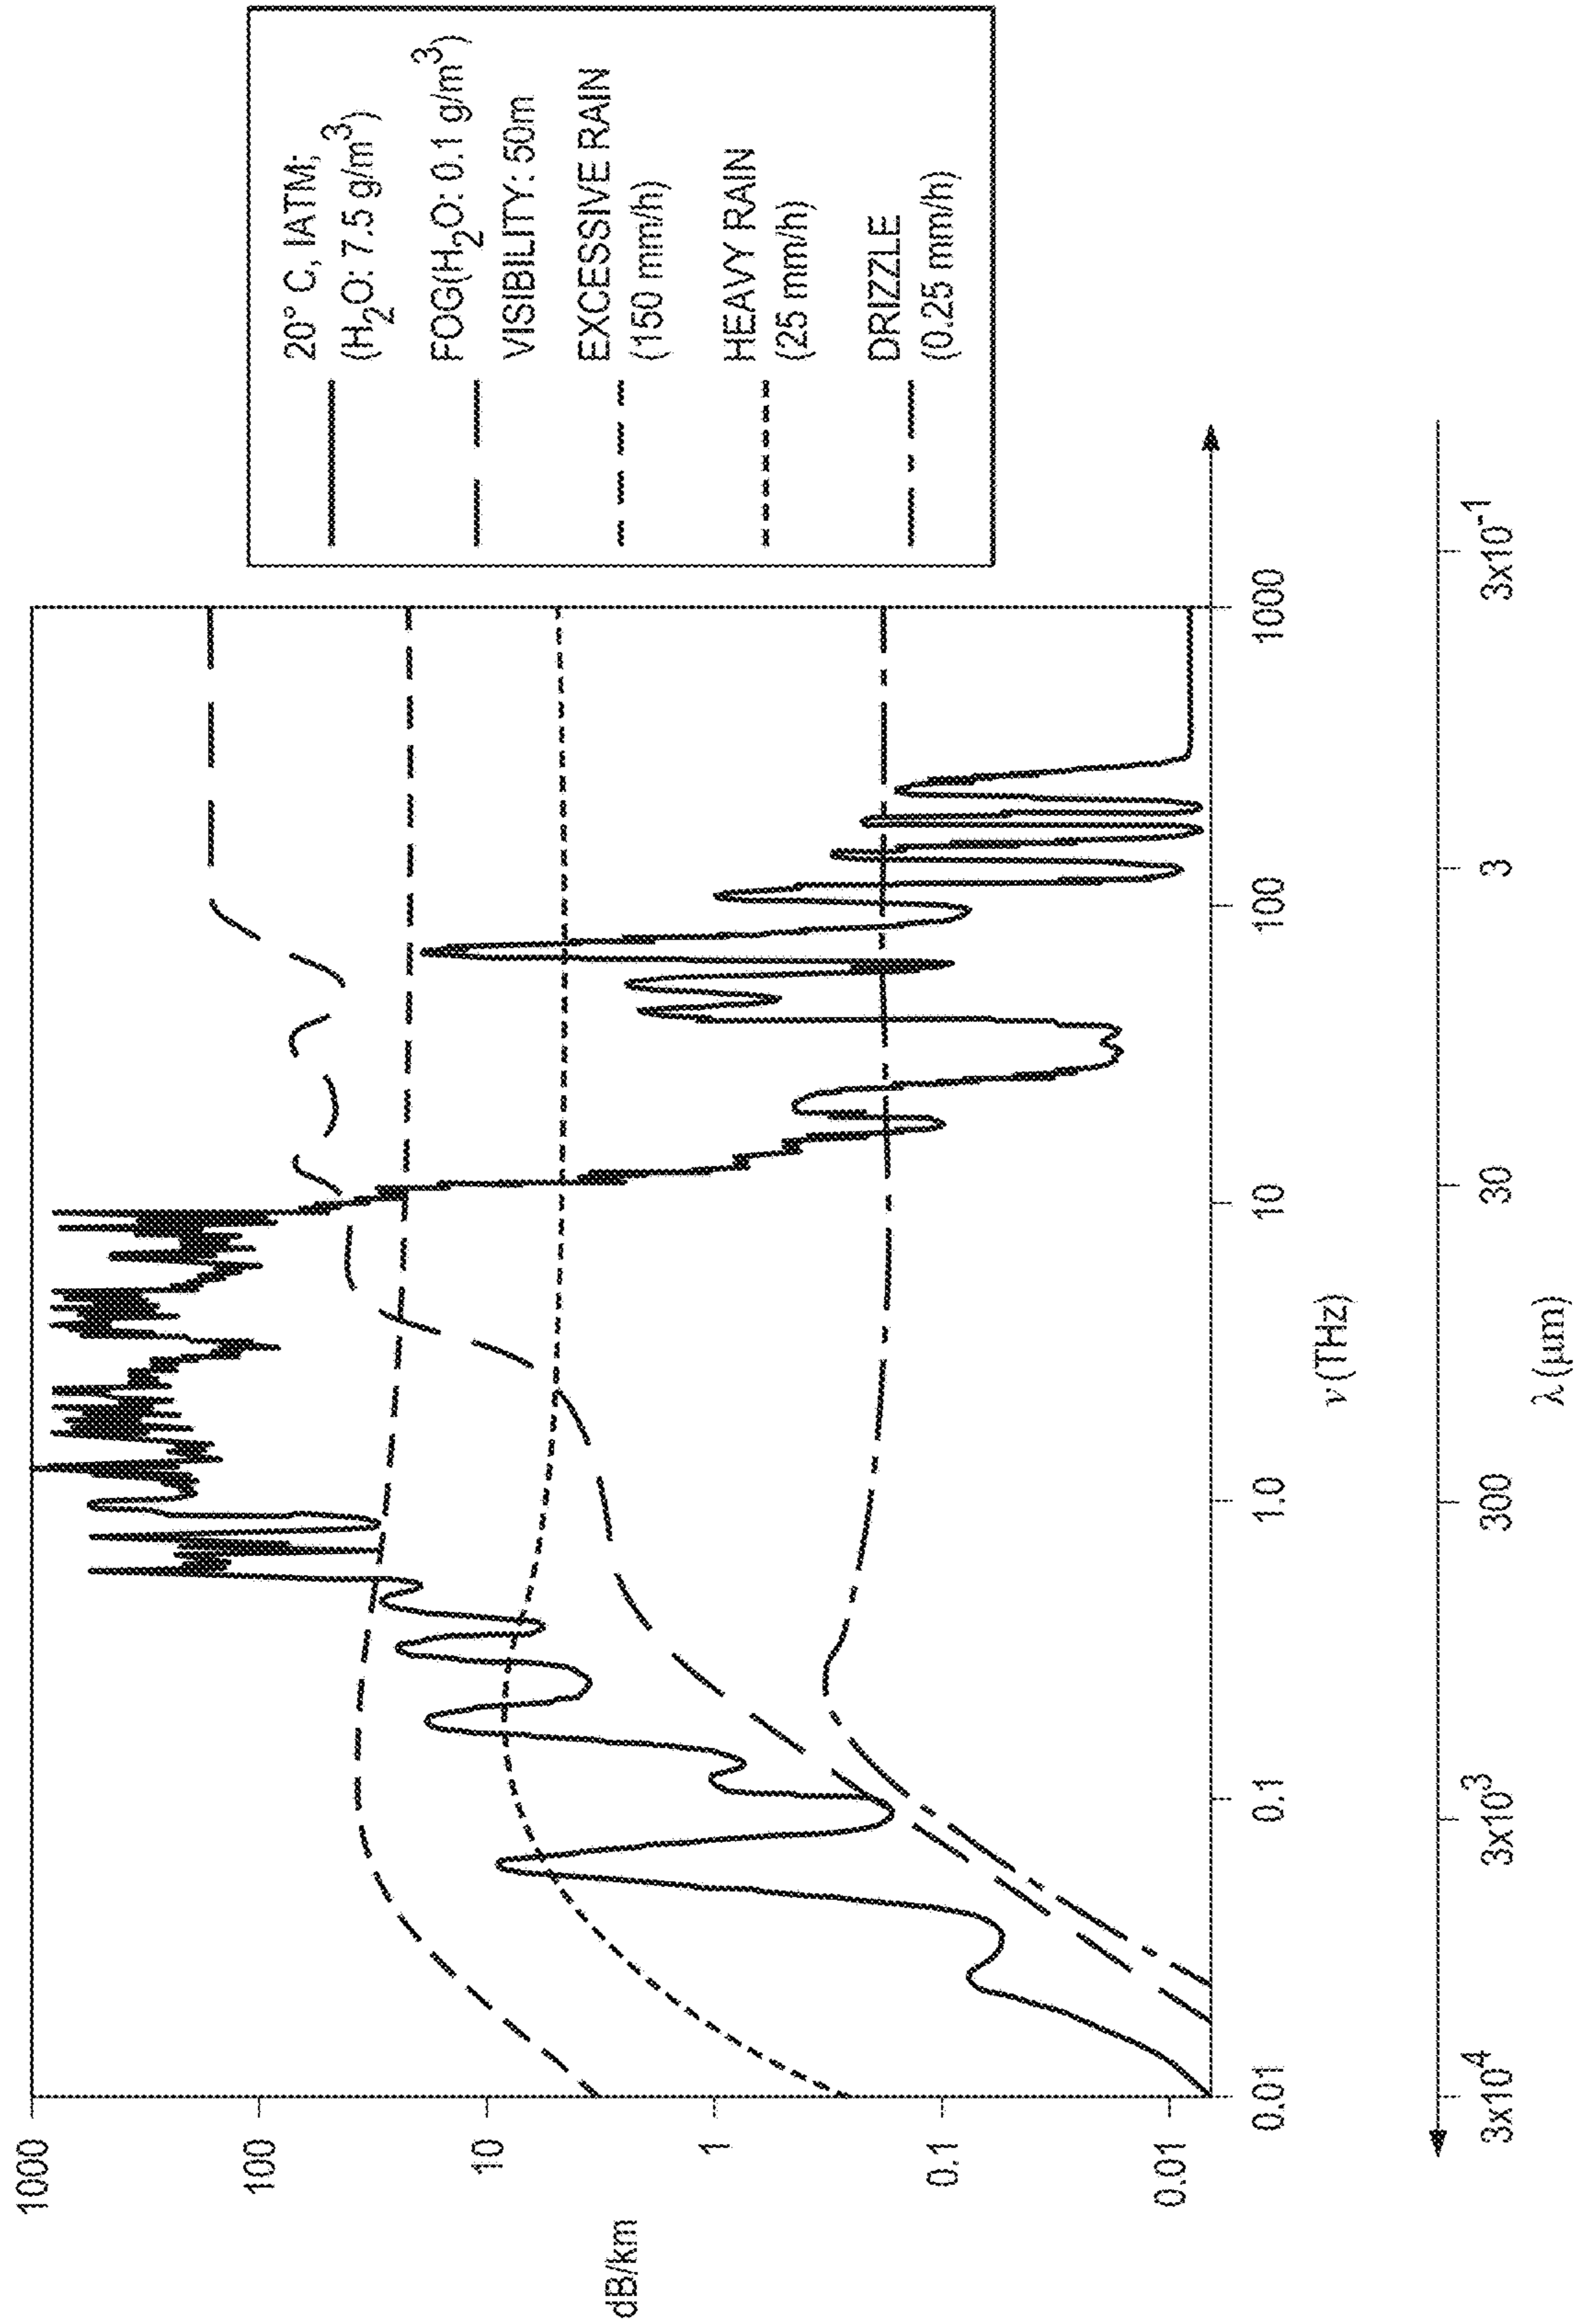 1000
100
10
1
0.1
0.01
dB/km
0.01
0.1
1.0
10
100
1000
ν (THz)
3x10⁴
3x10³
300
30
3
3x10⁻¹
λ (μm)
20° C, IATM;
(H₂O: 7.5 g/m³)
FOG(H₂O: 0.1 g/m³)
VISIBILITY: 50m
EXCESSIVE RAIN
(150 mm/h)
HEAVY RAIN
(25 mm/h)
DRIZZLE
(0.25 mm/h)